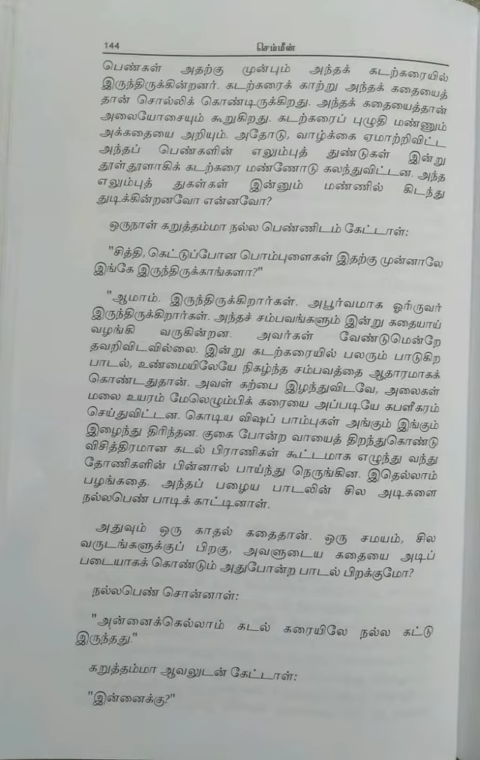 144 செம்மீன்
பெண்கள் அதற்கு முன்பும் அந்தக் கடற்கரையில்
இருந்திருக்கின்றனர். கடற்கரைக் காற்று அந்தக் கதையைத்
தான் சொல்லிக் கொண்டிருக்கிறது. அந்தக் கதையைத்தான்
அலையோசையும் கூறுகிறது. கடற்கரைப் புழுதி மண்ணும்
அக்கதையை அறியும். அதோடு, வாழ்க்கை ஏமாற்றிவிட்ட
அந்தப் பெண்களின் எலும்புத் துண்டுகள் இன்று
தூள்தூளாகிக் கடற்கரை மண்ணோடு கலந்துவிட்டன. அந்த
எலும்புத் துகள்கள் இன்னும் மண்ணில் கிடந்து
துடிக்கின்றனவோ என்னவோ?
ஒருநாள் கறுத்தம்மா நல்ல பெண்ணிடம் கேட்டாள்:
"சித்தி, கெட்டுப்போன பொம்புளைகள் இதற்கு முன்னாலே
இங்கே இருந்திருக்காங்களா?"
"ஆமாம். இருந்திருக்கிறார்கள். அபூர்வமாக ஓரிருவர்
இருந்திருக்கிறார்கள். அந்தச் சம்பவங்களும் இன்று கதையாய்
வழங்கி வருகின்றன. அவர்கள் வேண்டுமென்றே
தவறிவிடவில்லை. இன்று கடற்கரையில் பலரும் பாடுகிற
பாடல், உண்மையிலேயே நிகழ்ந்த சம்பவத்தை ஆதாரமாகக்
கொண்டதுதான். அவள் கற்பை இழந்துவிடவே, அலைகள்
மலை உயரம் மேலெழும்பிக் கரையை அப்படியே கபளீகரம்
செய்துவிட்டன. கொடிய விஷப் பாம்புகள் அங்கும் இங்கும்
இழைந்து திரிந்தன. குகை போன்ற வாயைத் திறந்துகொண்டு
விசித்திரமான கடல் பிராணிகள் கூட்டமாக எழுந்து வந்து
தோணிகளின் பின்னால் பாய்ந்து நெருங்கின. இதெல்லாம்
பழங்கதை. அந்தப் பழைய பாடலின் சில அடிகளை
நல்லபெண் பாடிக் காட்டினாள்.
அதுவும் ஒரு காதல் கதைதான். ஒரு சமயம், சில
வருடங்களுக்குப் பிறகு, அவளுடைய கதையை அடிப்
படையாகக் கொண்டும் அதுபோன்ற பாடல் பிறக்குமோ?
நல்லபெண் சொன்னாள்:
"அன்னைக்கெல்லாம் கடல் கரையிலே நல்ல கட்டு
இருந்தது."
கறுத்தம்மா ஆவலுடன் கேட்டாள்:
"இன்னைக்கு?"